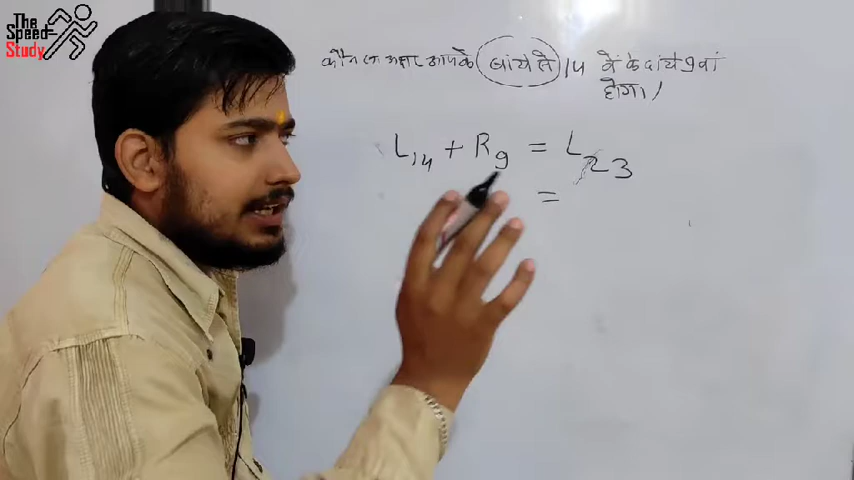 The
Speed
Study
कौन सा अक्षर आपके बांये से 14 वें के दांये 9वां
होगा।
L14 + R9 = L23
=